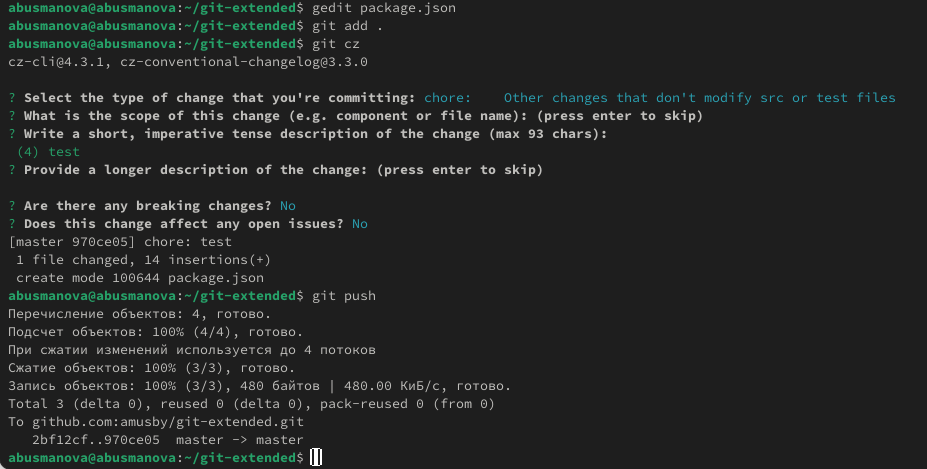 abusmanova@abusmanova:~/git-extended$ gedit package.json
abusmanova@abusmanova:~/git-extended$ git add .
abusmanova@abusmanova:~/git-extended$ git cz
cz-cli@4.3.1, cz-conventional-changelog@3.3.0
? Select the type of change that you're committing: chore:    Other changes that don't modify src or test files
? What is the scope of this change (e.g. component or file name): (press enter to skip)
? Write a short, imperative tense description of the change (max 93 chars):
(4) test
? Provide a longer description of the change: (press enter to skip)
? Are there any breaking changes? No
? Does this change affect any open issues? No
[master 970ce05] chore: test
1 file changed, 14 insertions(+)
create mode 100644 package.json
abusmanova@abusmanova:~/git-extended$ git push
Перечисление объектов: 4, готово.
Подсчет объектов: 100% (4/4), готово.
При сжатии изменений используется до 4 потоков
Сжатие объектов: 100% (3/3), готово.
Запись объектов: 100% (3/3), 480 байтов | 480.00 КиБ/с, готово.
Total 3 (delta 0), reused 0 (delta 0), pack-reused 0 (from 0)
To github.com:amusby/git-extended.git
2bf12cf..970ce05  master -> master
abusmanova@abusmanova:~/git-extended$